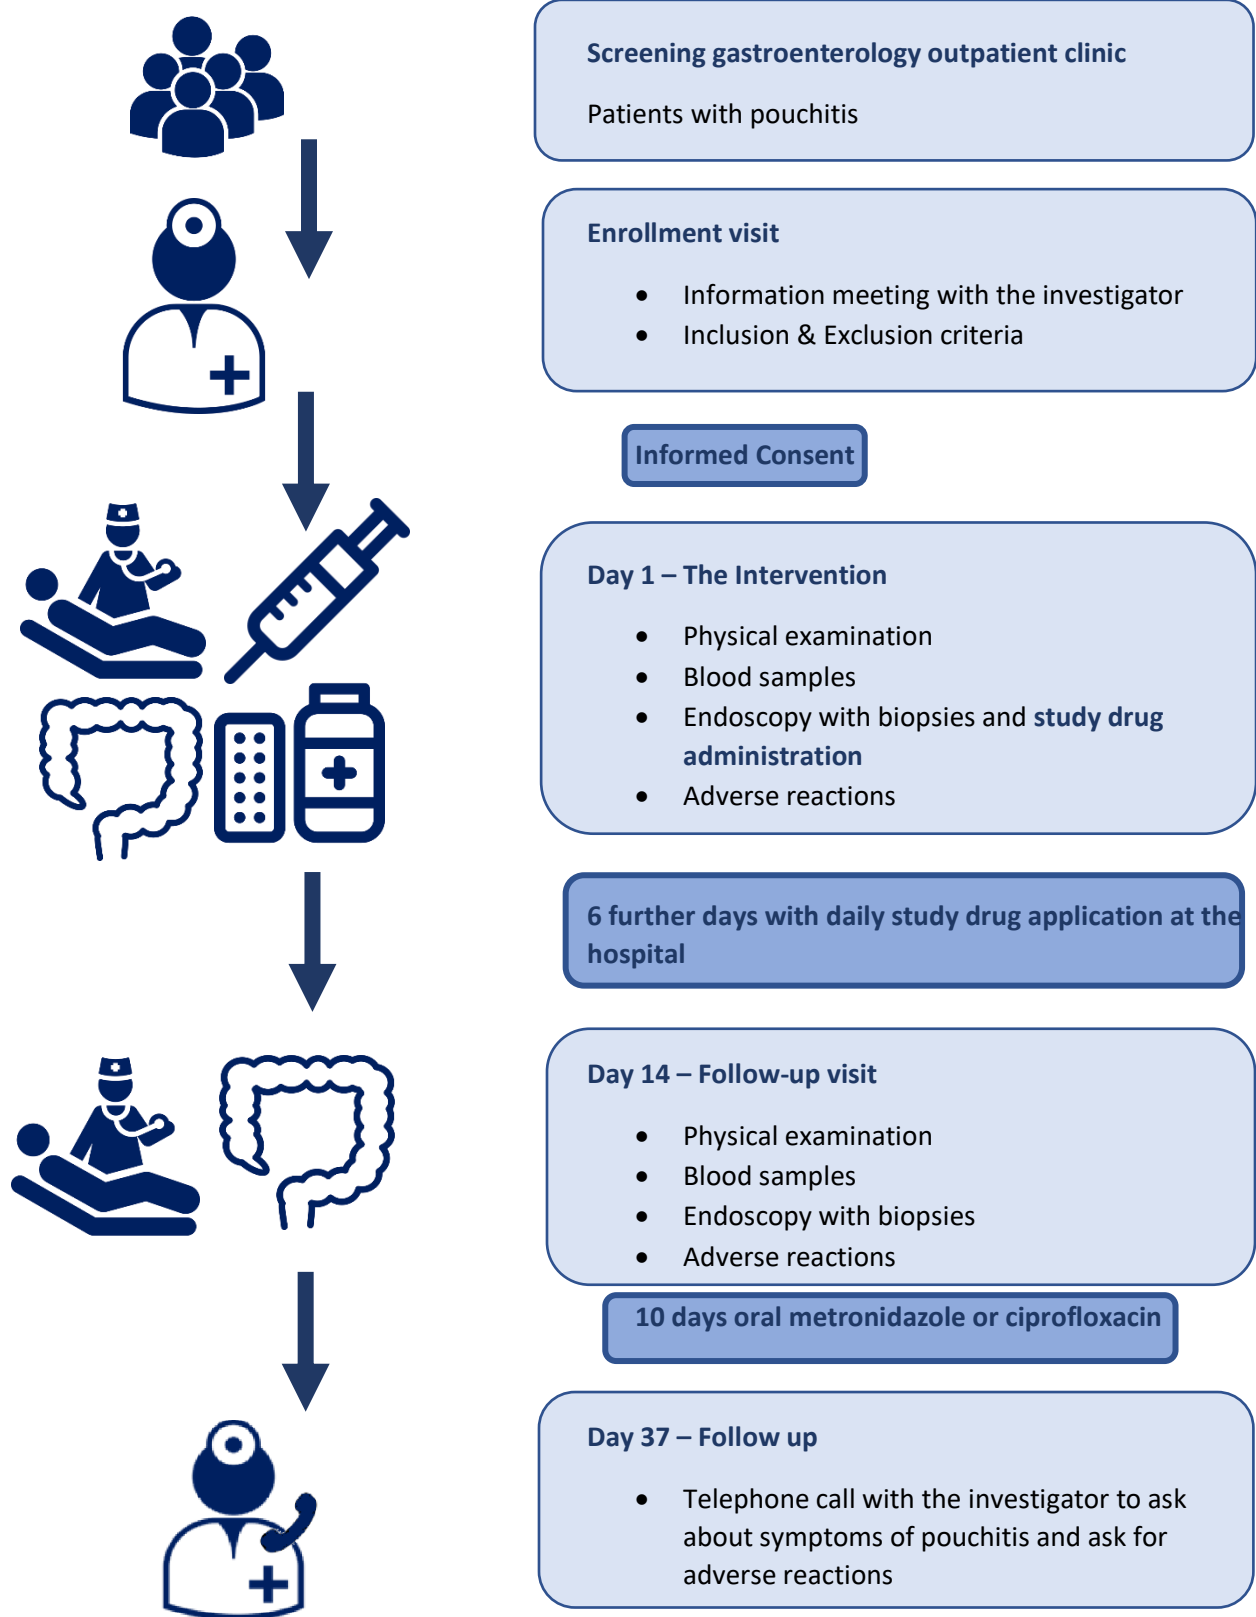 Screening gastroenterology outpatient clinic
Patients with pouchitis
Enrollment visit
• Information meeting with the investigator
• Inclusion & Exclusion criteria
Informed Consent
Day 1 – The Intervention
• Physical examination
• Blood samples
• Endoscopy with biopsies and study drug
administration
• Adverse reactions
6 further days with daily study drug application at the
hospital
Day 14 – Follow-up visit
• Physical examination
• Blood samples
• Endoscopy with biopsies
• Adverse reactions
10 days oral metronidazole or ciprofloxacin
Day 37 – Follow up
• Telephone call with the investigator to ask
about symptoms of pouchitis and ask for
adverse reactions